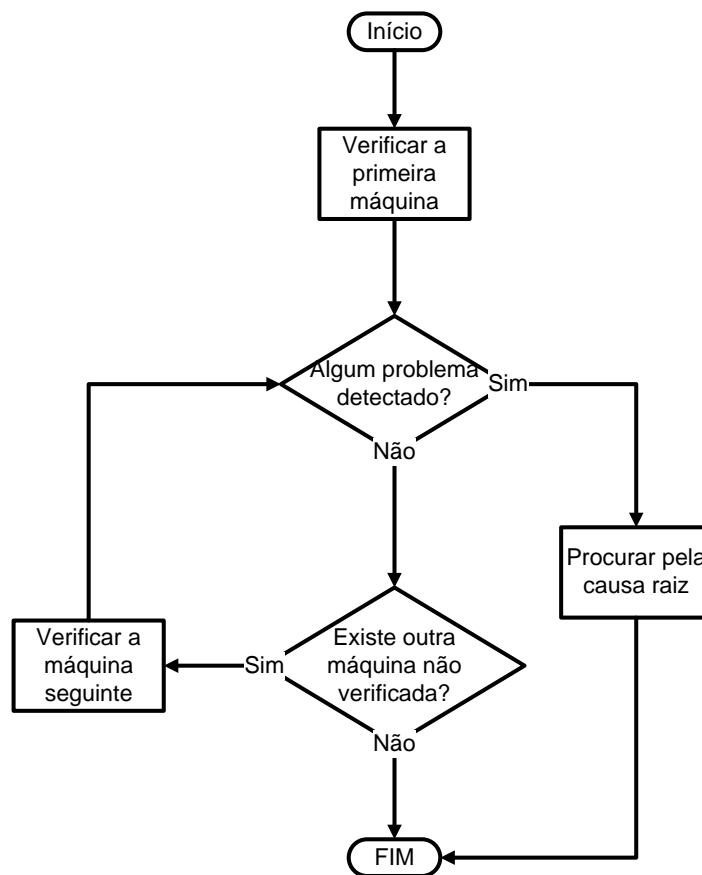 Início
Verificar a
primeira
máquina
Algum problema
detectado?
Sim
Não
Procurar pela
causa raiz
Verificar a
máquina
seguinte
Sim
Existe outra
máquina não
verificada?
Não
FIM